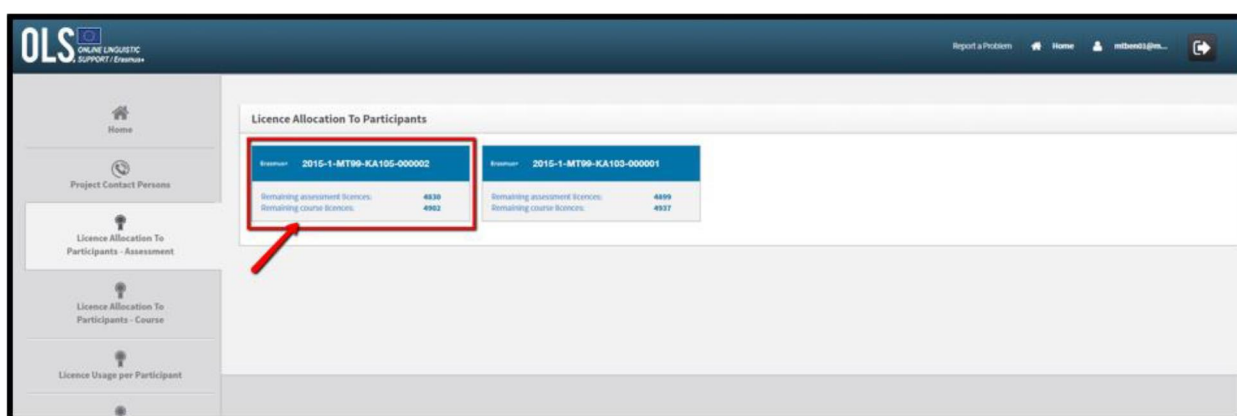 OLS ONLINE LINGUISTIC
SUPPORT / Erasmus+
Report a Problem Home mtben01@m...
Home
Project Contact Persons
Licence Allocation To
Participants - Assessment
Licence Allocation To
Participants - Course
Licence Usage per Participant
Licence Allocation To Participants
Erasmus+ 2015-1-MT99-KA105-000002
Remaining assessment licences: 4830
Remaining course licences: 4902
Erasmus+ 2015-1-MT99-KA103-000001
Remaining assessment licences: 4899
Remaining course licences: 4937